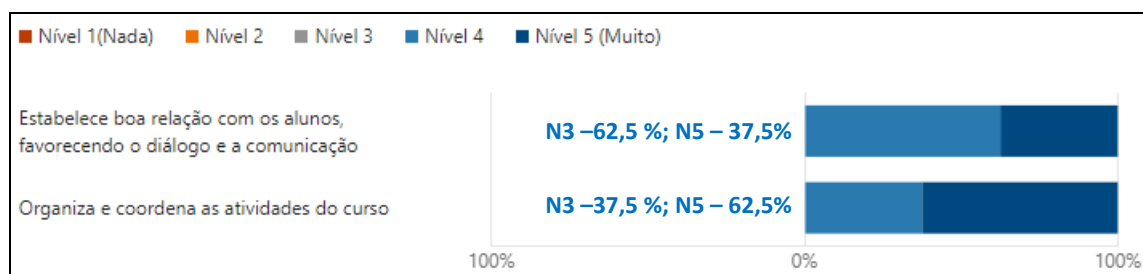 Nível 1(Nada) Nível 2 Nível 3 Nível 4 Nível 5 (Muito)
Estabelece boa relação com os alunos,
favorecendo o diálogo e a comunicação
N3 –62,5 %; N5 – 37,5%
Organiza e coordena as atividades do curso
N3 –37,5 %; N5 – 62,5%
100% 0% 100%